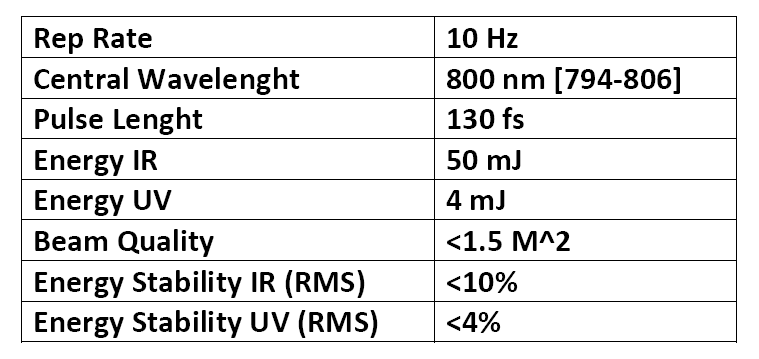 Rep Rate 10 Hz
Central Wavelenght 800 nm [794-806]
Pulse Lenght 130 fs
Energy IR 50 mJ
Energy UV 4 mJ
Beam Quality <1.5 M^2
Energy Stability IR (RMS) <10%
Energy Stability UV (RMS) <4%